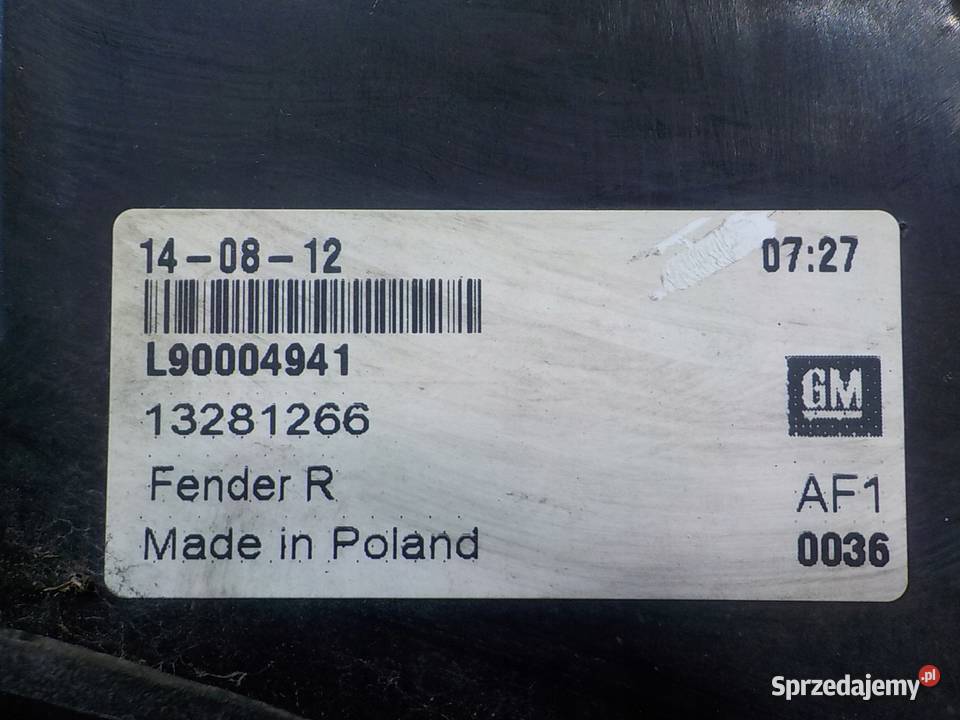 14-08-12 07:27
L90004941
13281266
GM
Fender R AF1
Made in Poland 0036
Sprzedajemy.pl